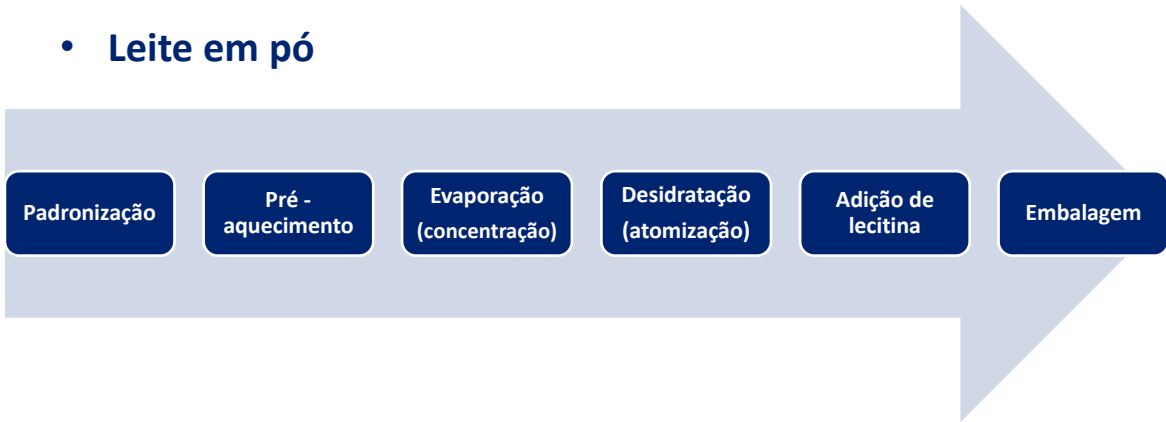 • Leite em pó
Padronização
Pré -
aquecimento
Evaporação
(concentração)
Desidratação
(atomização)
Adição de
lecitina
Embalagem